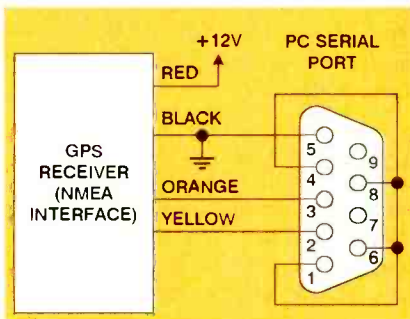 +12V
PC SERIAL
PORT
RED
BLACK
GPS
RECEIVER
(NMEA
INTERFACE)
ORANGE
YELLOW
5
9
4
8
3
7
2
6
1